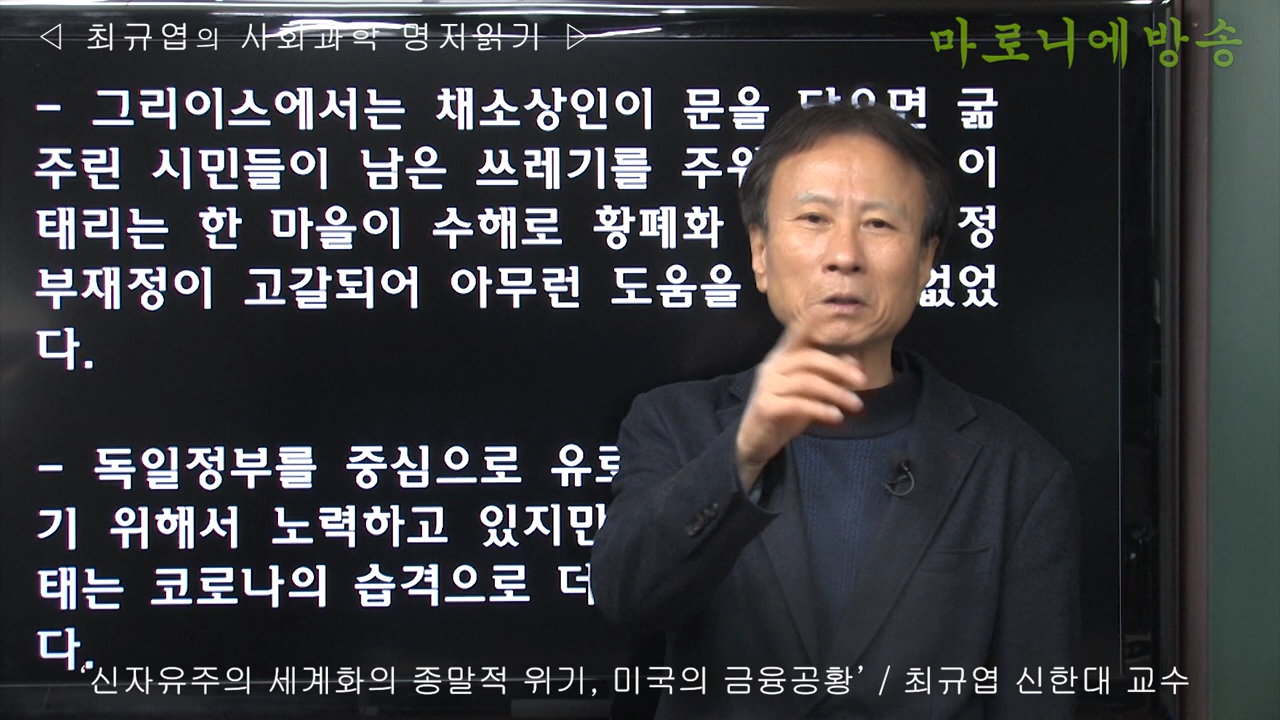 ◁ 최규엽의 사회과학 명저읽기 ▷
마로니에방송
- 그리이스에서는 채소상인이 문을 굶
주린 시민들이 남은 쓰레기를 이
태리는 한 마을이 수해로 황폐화 정
부재정이 고갈되어 아무런 도움을 없었
다.
- 독일정부를 중심으로
기 위해서 노력하고 있지만
태는 코로나의 습격으로
다.
‘신자유주의 세계화의 종말적 위기, 미국의 금융공황’ / 최규엽 신한대 교수